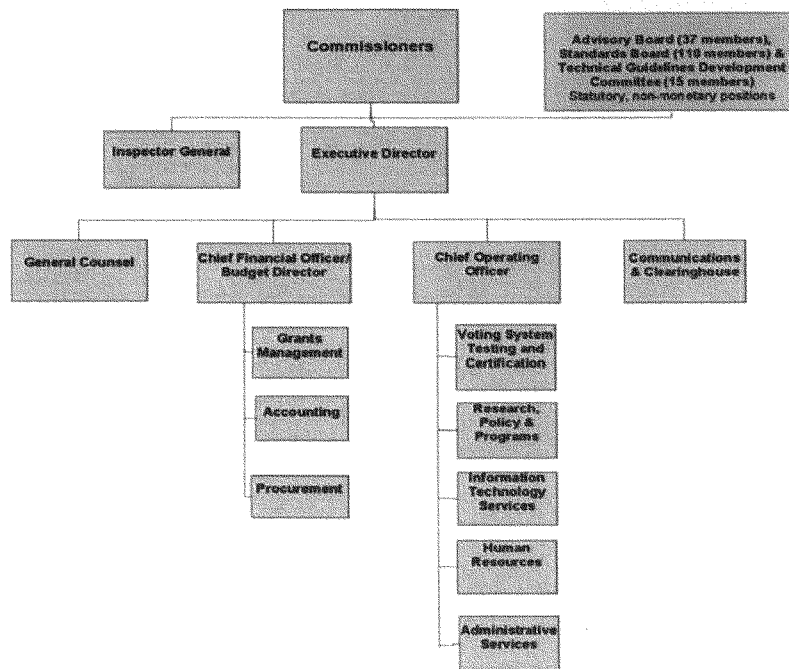 Commissioners
Advisory Board (37 members),
Standards Board (110 members) &
Technical Guidelines Development
Committee (15 members)
Statutory, non-monetary positions
Inspector General
Executive Director
General Counsel
Chief Financial Officer/
Budget Director
Chief Operating
Officer
Communications
& Clearinghouse
Grants
Management
Accounting
Procurement
Voting System
Testing and
Certification
Research,
Policy &
Programs
Information
Technology
Services
Human
Resources
Administrative
Services